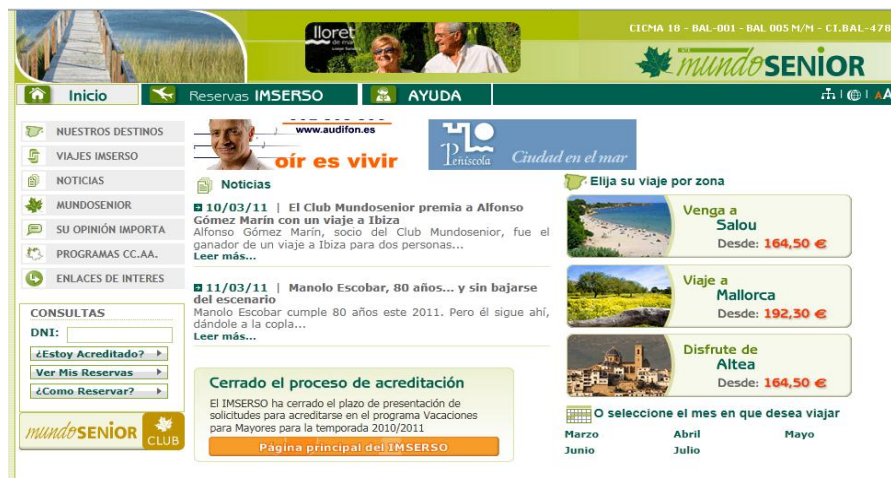 lloret
de mar
CICMA 18 - BAL-001 - BAL 005 M/M - CI.BAL-478
mundoSENIOR
Inicio
Reservas IMSERSO
AYUDA
AA
NUESTROS DESTINOS
VIAJES IMSERSO
NOTICIAS
MUNDOSENIOR
SU OPINIÓN IMPORTA
PROGRAMAS CC.AA.
ENLACES DE INTERES
CONSULTAS
DNI:
¿Estoy Acreditado?
Ver Mis Reservas
¿Como Reservar?
mundoSENIOR
CLUB
www.audifon.es
oír es vivir
Peñíscola
Ciudad en el mar
Noticias
10/03/11 | El Club Mundosenior premia a Alfonso
Gómez Marín con un viaje a Ibiza
Alfonso Gómez Marín, socio del Club Mundosenior, fue el
ganador de un viaje a Ibiza para dos personas...
Leer más...
11/03/11 | Manolo Escobar, 80 años... y sin bajarse
del escenario
Manolo Escobar cumple 80 años este 2011. Pero él sigue ahí,
dándole a la copla...
Leer más...
Cerrado el proceso de acreditación
El IMSERSO ha cerrado el plazo de presentación de
solicitudes para acreditarse en el programa Vacaciones
para Mayores para la temporada 2010/2011
Página principal del IMSERSO
Elija su viaje por zona
Venga a
Salou
Desde: 164,50 €
Viaje a
Mallorca
Desde: 192,30 €
Disfrute de
Altea
Desde: 164,50 €
O seleccione el mes en que desea viajar
Marzo Abril Mayo
Junio Julio